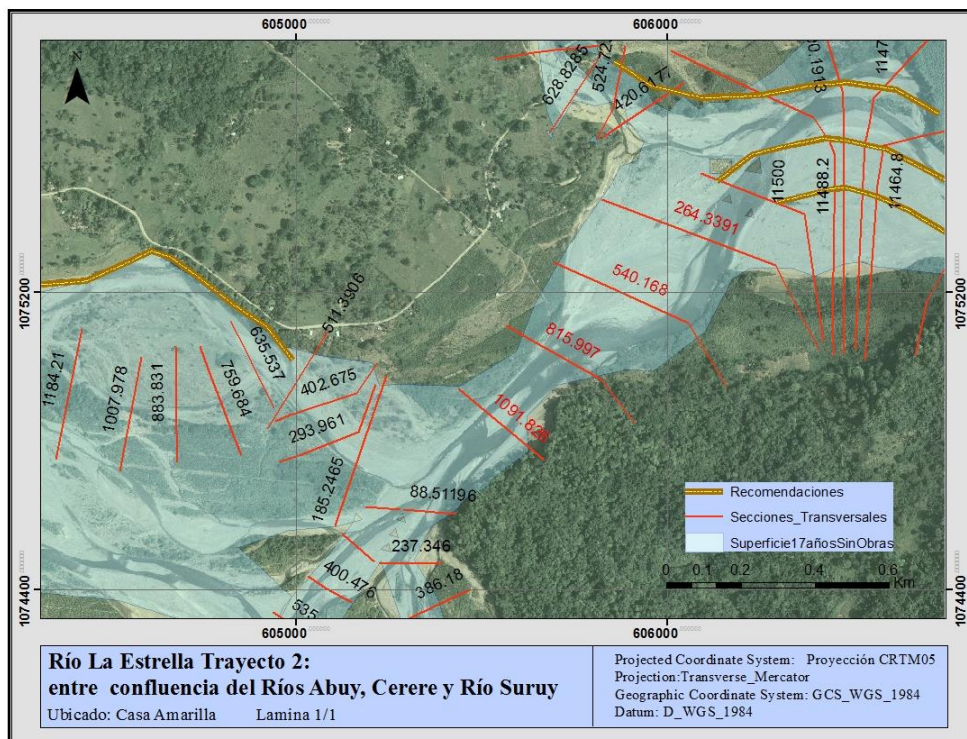 605000
606000
N
628.8285
524.72
420.6177
0.1913
1147
11500
11488.2
11464.8
264.3391
540.168
815.997
1091.826
1075200
1075200
511.3906
635.537
402.675
293.961
1184.21
1007.978
883.831
759.684
185.2465
88.51196
237.346
400.476
386.18
535
Recomendaciones
Secciones_Transversales
Superficie17añosSinObras
0 0.1 0.2 0.4 0.6
Km
1074400
1074400
605000
606000
Río La Estrella Trayecto 2:
entre confluencia del Ríos Abuy, Cerere y Río Suruy
Ubicado: Casa Amarilla Lamina 1/1
Projected Coordinate System: Proyección CRTM05
Projection:Transverse_Mercator
Geographic Coordinate System: GCS_WGS_1984
Datum: D_WGS_1984